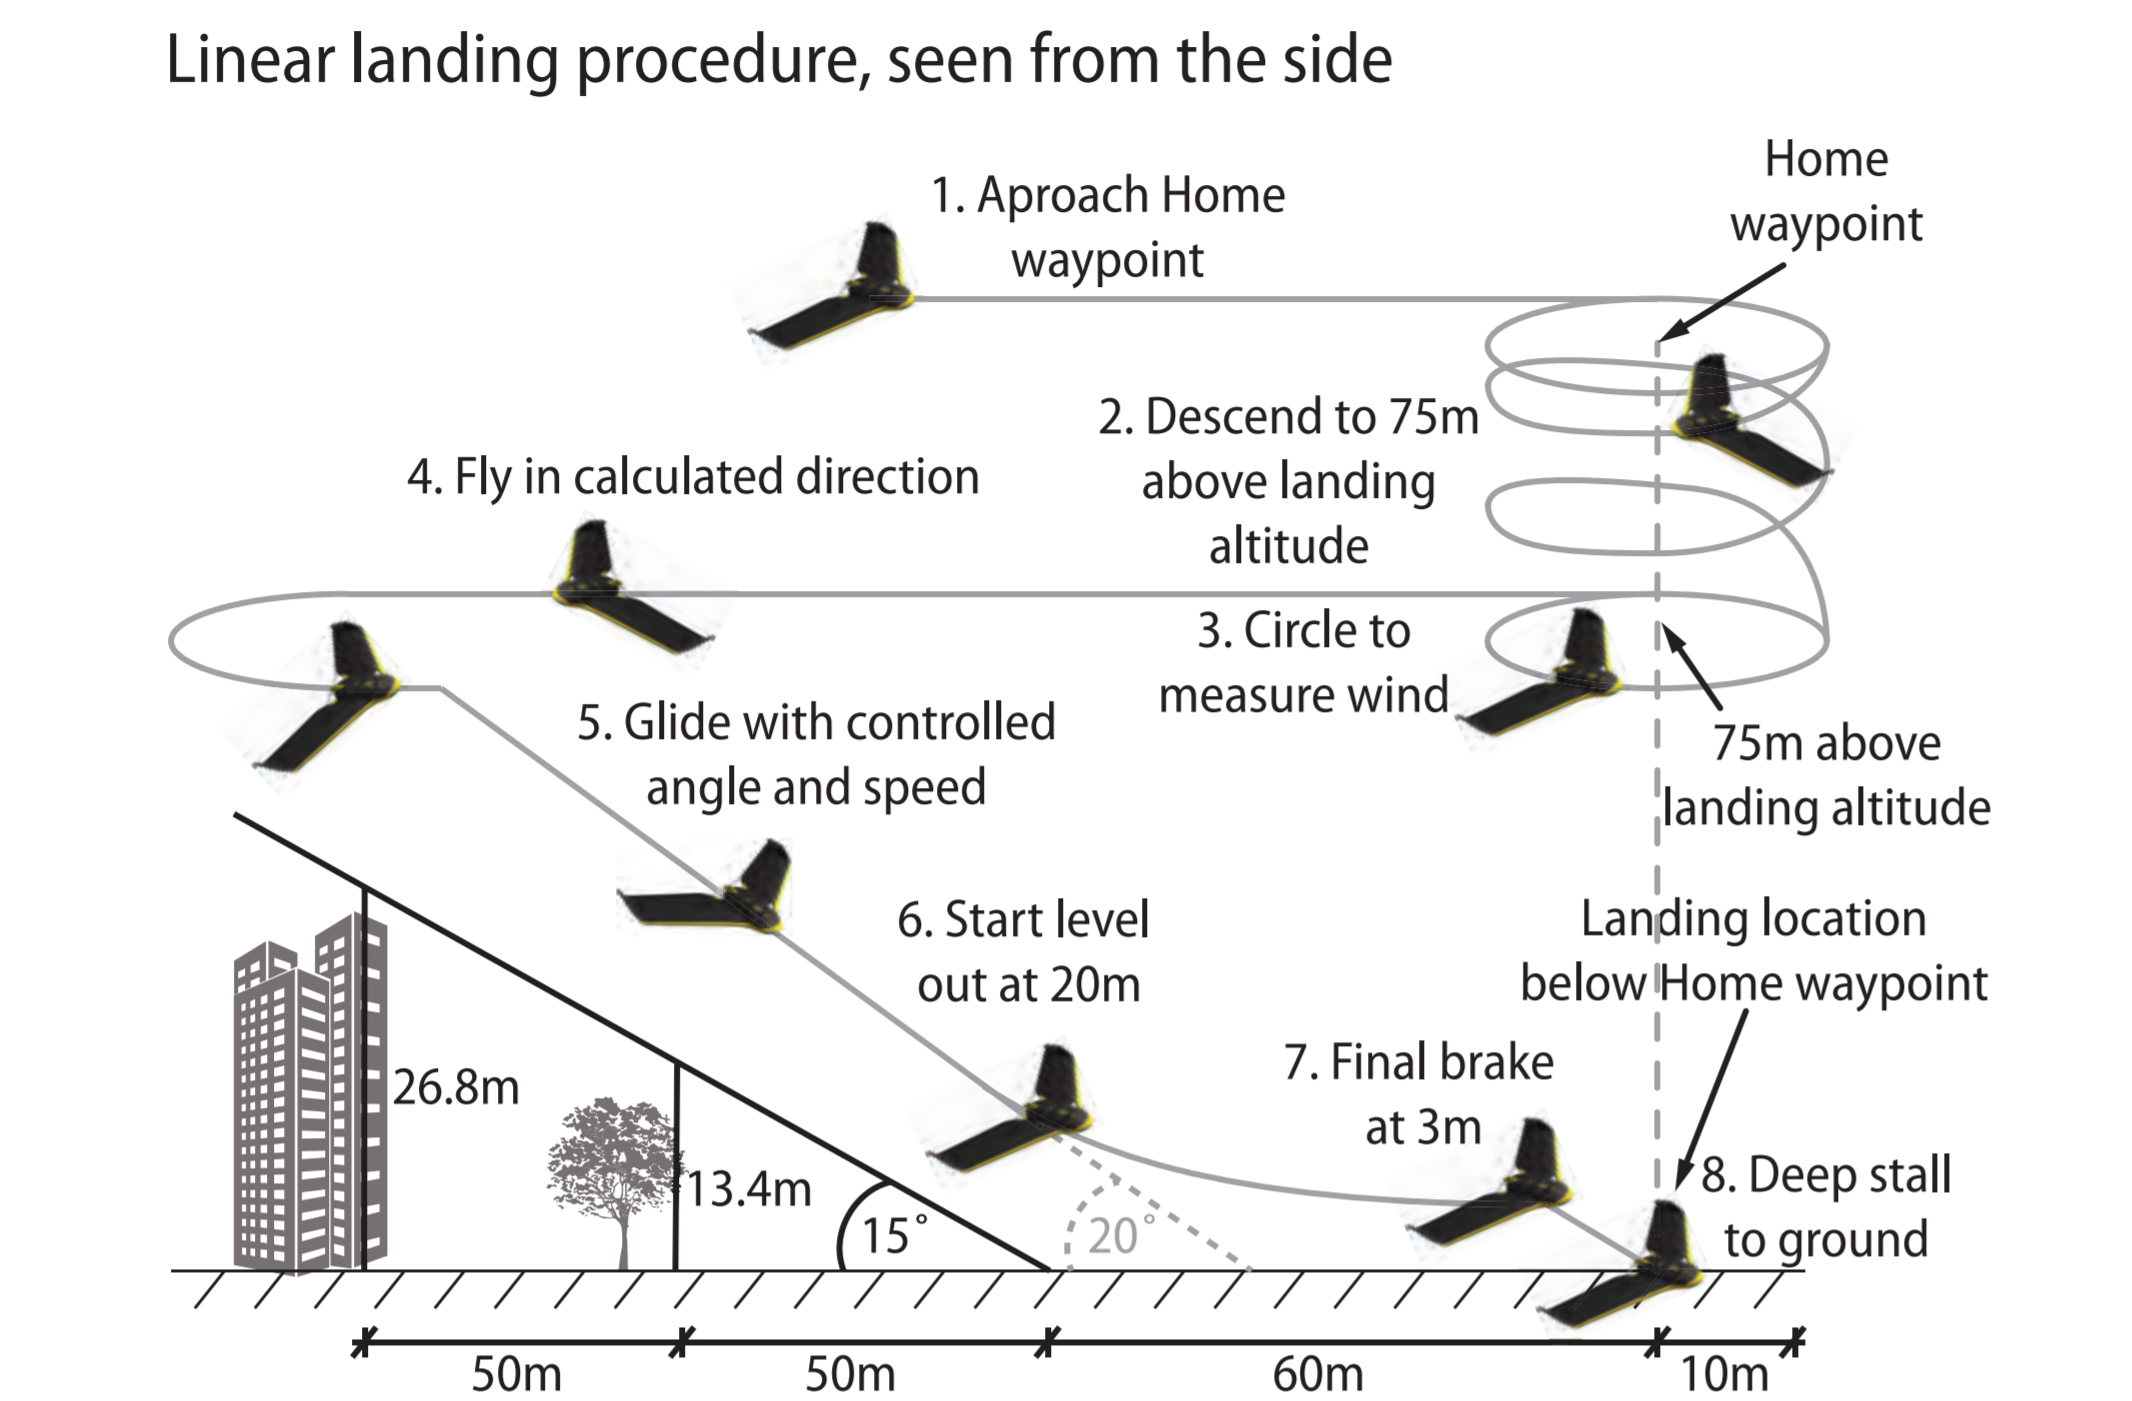 Linear landing procedure, seen from the side
Home
waypoint
1. Aproach Home
waypoint
2. Descend to 75m
above landing
altitude
4. Fly in calculated direction
3. Circle to
measure wind
5. Glide with controlled
angle and speed
75m above
landing altitude
6. Start level
out at 20m
Landing location
below Home waypoint
7. Final brake
at 3m
26.8m
13.4m
15°
20°
8. Deep stall
to ground
50m
50m
60m
10m